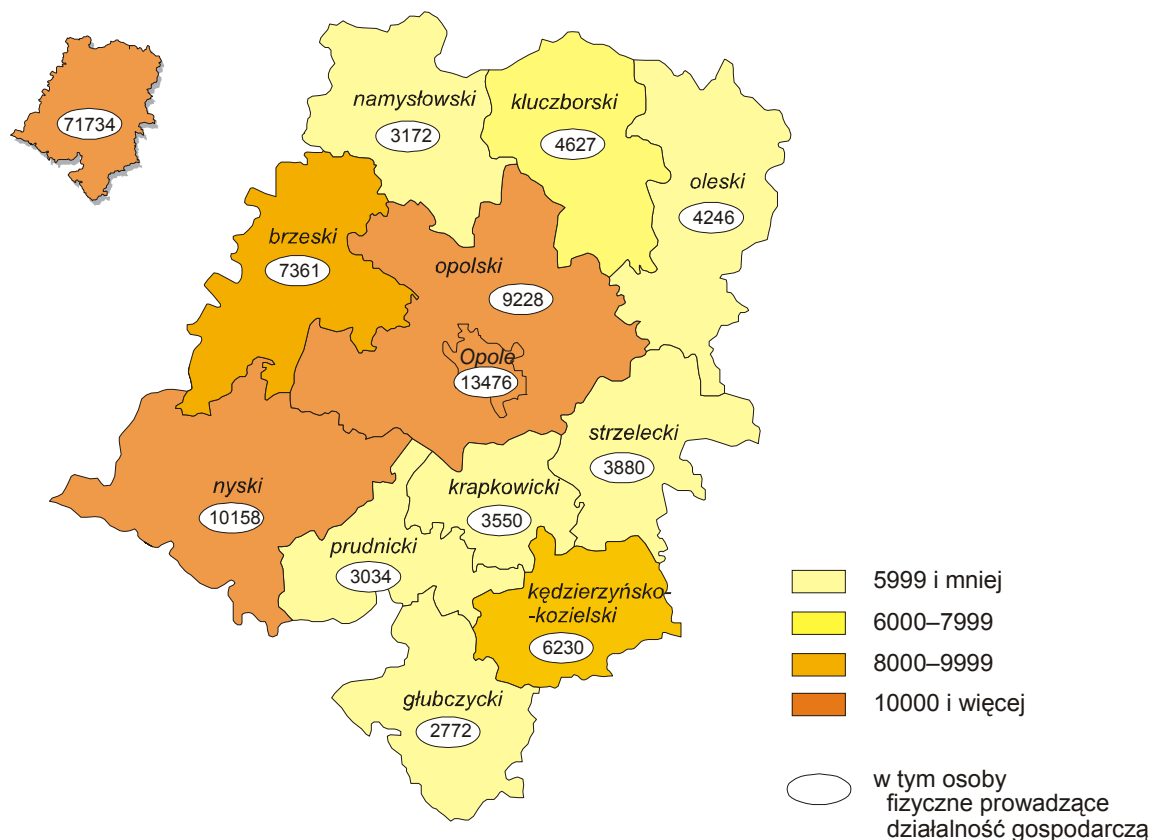 71734
namysłowski
3172
kluczborski
4627
oleski
4246
brzeski
7361
opolski
9228
Opole
13476
strzelecki
3880
nyski
10158
krapkowicki
3550
prudnicki
3034
kędzierzyńsko-
-kozielski
6230
głubczycki
2772
5999 i mniej
6000–7999
8000–9999
10000 i więcej
w tym osoby
fizyczne prowadzące
działalność gospodarczą